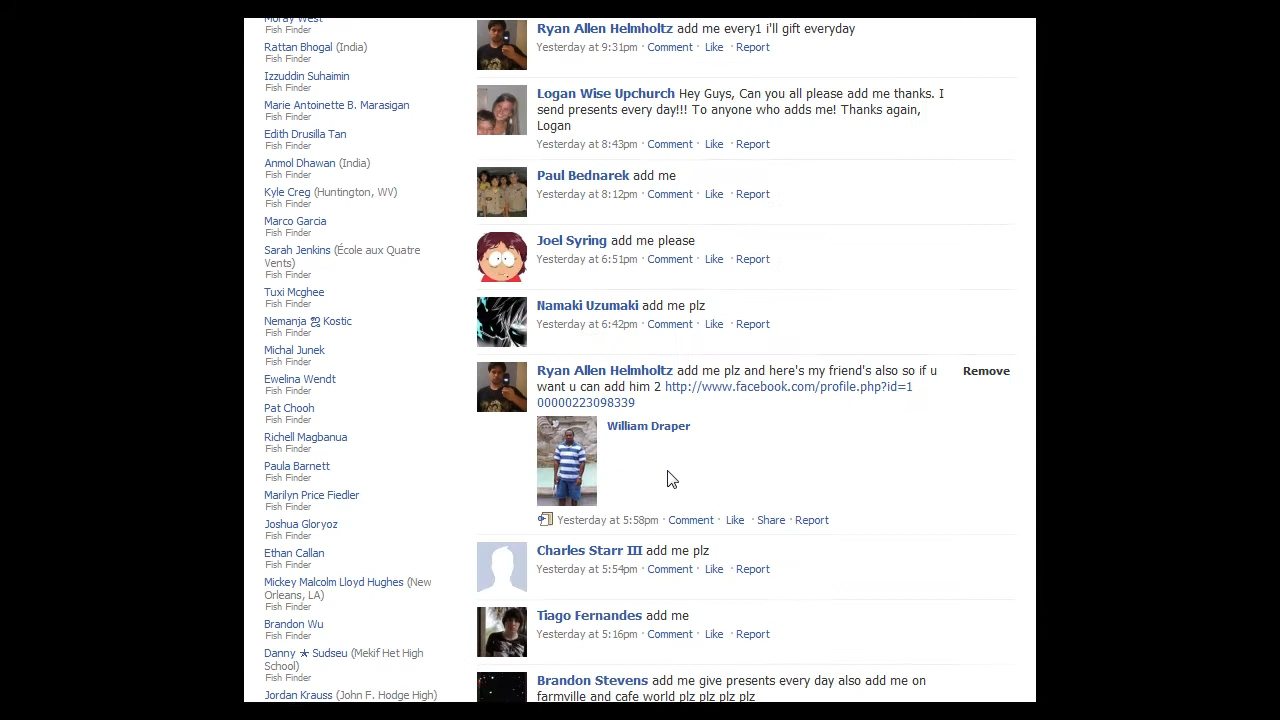 Moray West
Fish Finder
Rattan Bhogal (India)
Fish Finder
Izzuddin Suhaimin
Fish Finder
Marie Antoinette B. Marasigan
Fish Finder
Edith Drusilla Tan
Fish Finder
Anmol Dhawan (India)
Fish Finder
Kyle Creg (Huntington, WV)
Fish Finder
Marco Garcia
Fish Finder
Sarah Jenkins (École aux Quatre
Vents)
Fish Finder
Tuxi Mcghee
Fish Finder
Nemanja Kostic
Fish Finder
Michal Junek
Fish Finder
Ewelina Wendt
Fish Finder
Pat Chooh
Fish Finder
Richell Magbanua
Fish Finder
Paula Barnett
Fish Finder
Marilyn Price Fiedler
Fish Finder
Joshua Gloryoz
Fish Finder
Ethan Callan
Fish Finder
Mickey Malcolm Lloyd Hughes (New
Orleans, LA)
Fish Finder
Brandon Wu
Fish Finder
Danny ★ Sudseu (Mekif Het High
School)
Fish Finder
Jordan Krauss (John F. Hodge High)
Ryan Allen Helmholtz add me every1 i'll gift everyday
Yesterday at 9:31pm · Comment · Like · Report
Logan Wise Upchurch Hey Guys, Can you all please add me thanks. I
send presents every day!!! To anyone who adds me! Thanks again,
Logan
Yesterday at 8:43pm · Comment · Like · Report
Paul Bednarek add me
Yesterday at 8:12pm · Comment · Like · Report
Joel Syring add me please
Yesterday at 6:51pm · Comment · Like · Report
Namaki Uzumaki add me plz
Yesterday at 6:42pm · Comment · Like · Report
Ryan Allen Helmholtz add me plz and here's my friend's also so if u
want u can add him 2 http://www.facebook.com/profile.php?id=1
00000223098339
Remove
William Draper
Yesterday at 5:58pm · Comment · Like · Share · Report
Charles Starr III add me plz
Yesterday at 5:54pm · Comment · Like · Report
Tiago Fernandes add me
Yesterday at 5:16pm · Comment · Like · Report
Brandon Stevens add me give presents every day also add me on
farmville and cafe world plz plz plz plz